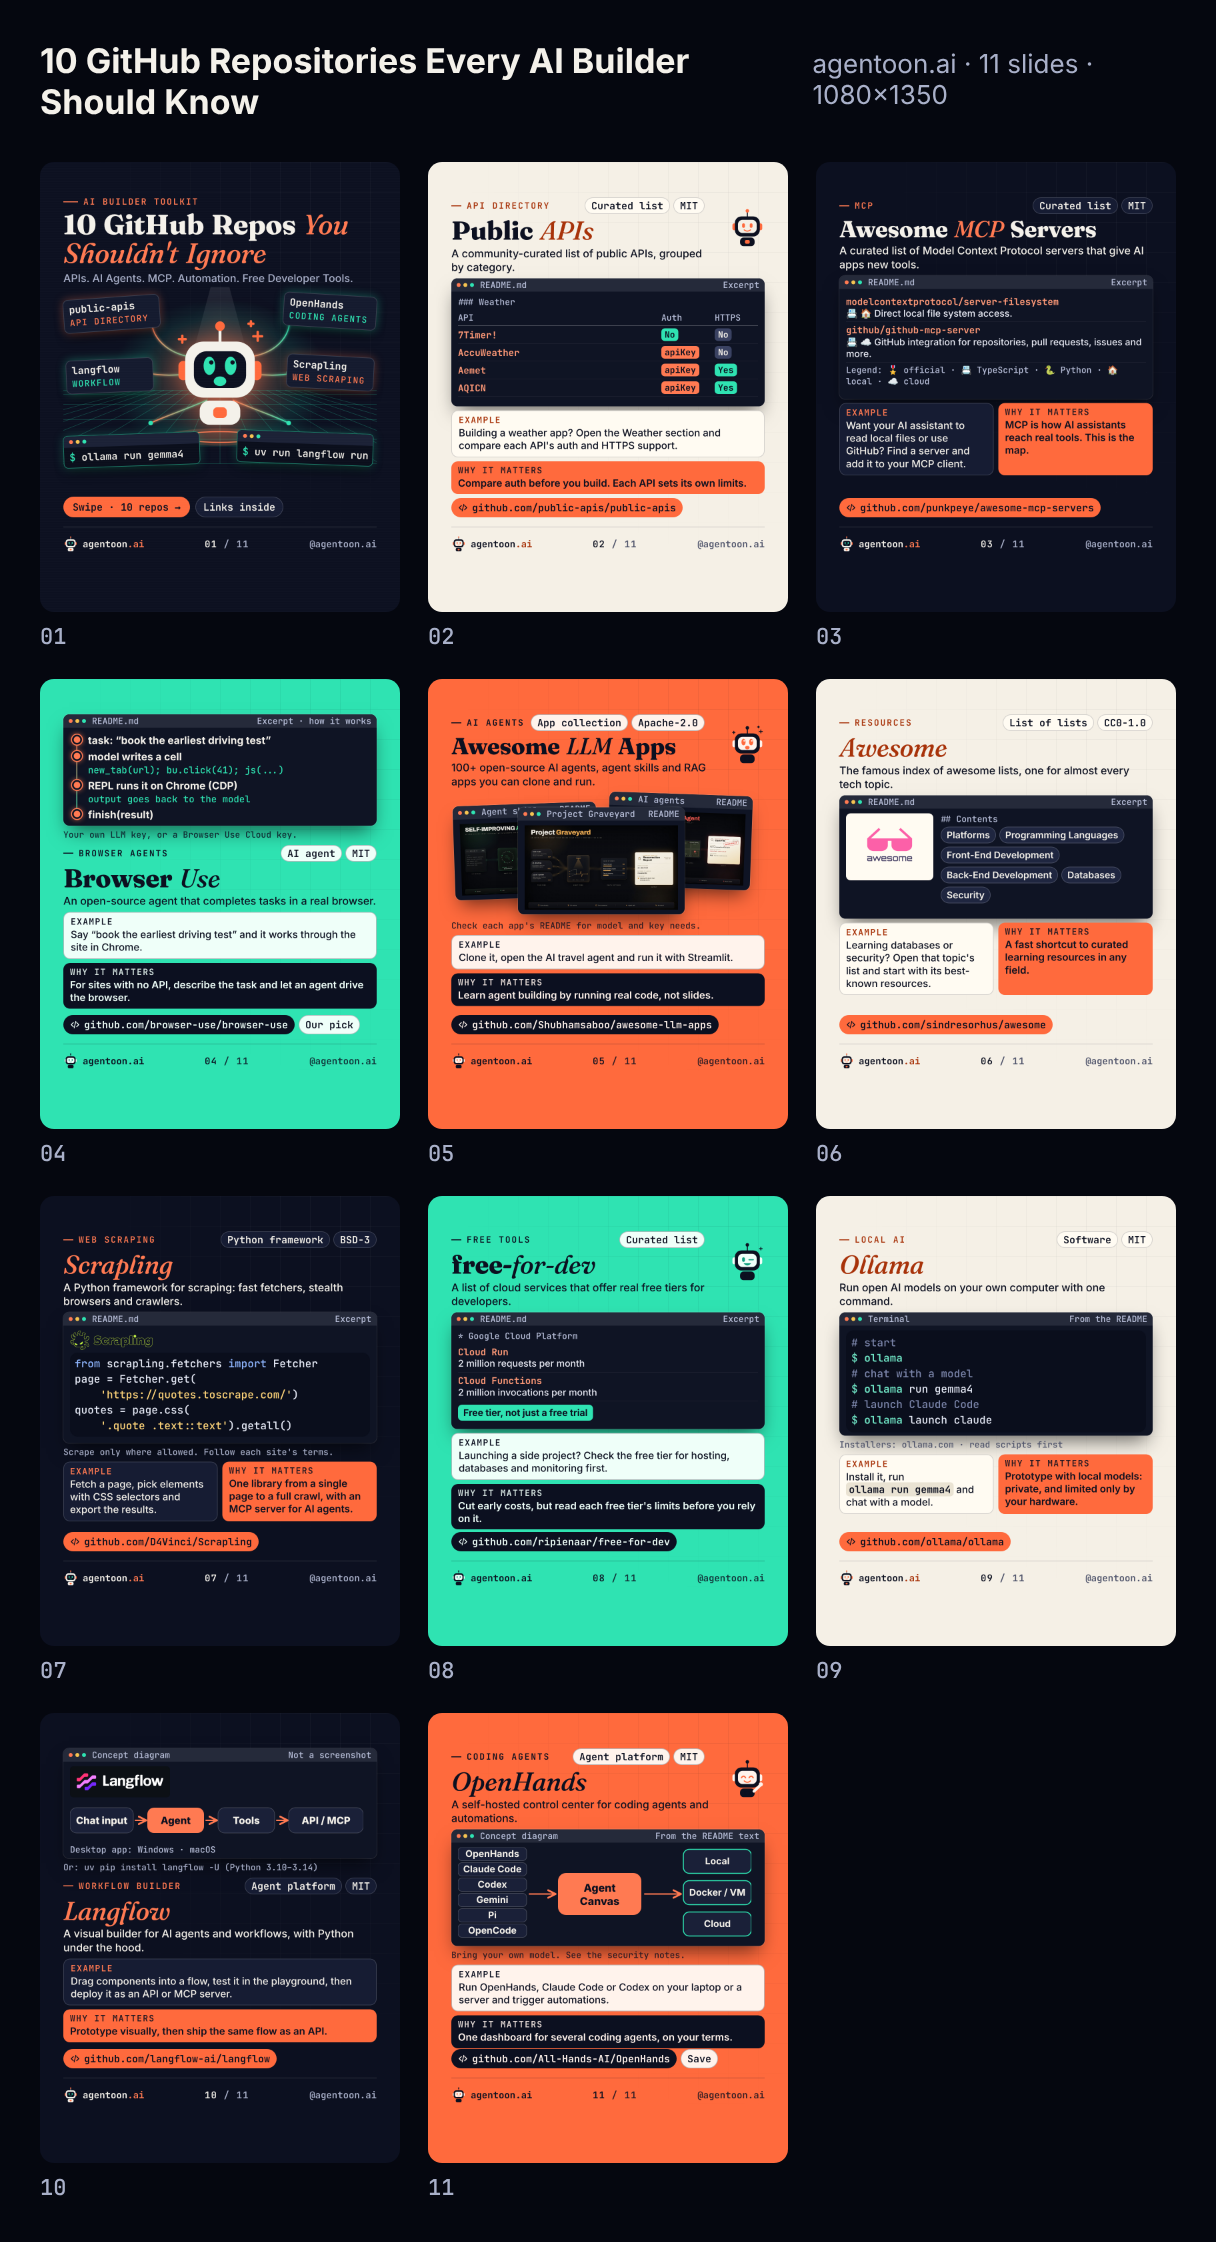 10 GitHub Repositories Every AI Builder
Should Know
agentoon.ai · 11 slides ·
1080×1350
AI BUILDER TOOLKIT
10 GitHub Repos You
Shouldn't Ignore
APIs. AI Agents. MCP. Automation. Free Developer Tools.
public-apis
API DIRECTORY
OpenHands
CODING AGENTS
langflow
WORKFLOW
Scrapling
WEB SCRAPING
$ ollama run gemma4
$ uv run langflow run
Swipe · 10 repos →
Links inside
agentoon.ai
01 / 11
@agentoon.ai
01
API DIRECTORY
Curated list
MIT
Public APIs
A community-curated list of public APIs, grouped
by category.
README.md
Excerpt
### Weather
API Auth HTTPS
7Timer! No No
AccuWeather apiKey No
Aemet apiKey Yes
AQICN apiKey Yes
EXAMPLE
Building a weather app? Open the Weather section and
compare each API's auth and HTTPS support.
WHY IT MATTERS
Compare auth before you build. Each API sets its own limits.
github.com/public-apis/public-apis
agentoon.ai
02 / 11
@agentoon.ai
02
MCP
Curated list
MIT
Awesome MCP Servers
A curated list of Model Context Protocol servers that give AI
apps new tools.
README.md
Excerpt
modelcontextprotocol/server-filesystem
📇 🏠 Direct local file system access.
github/github-mcp-server
📇 ☁️ GitHub integration for repositories, pull requests, issues and
more.
Legend: 🎖️ official · 📇 TypeScript · 🐍 Python · 🏠
local · ☁️ cloud
EXAMPLE
Want your AI assistant to
read local files or use
GitHub? Find a server and
add it to your MCP client.
WHY IT MATTERS
MCP is how AI assistants
reach real tools. This is the
map.
github.com/punkpeye/awesome-mcp-servers
agentoon.ai
03 / 11
@agentoon.ai
03
README.md
Excerpt · how it works
task: “book the earliest driving test”
model writes a cell
new_tab(url); bu.click(41); js(...)
REPL runs it on Chrome (CDP)
output goes back to the model
finish(result)
Your own LLM key, or a Browser Use Cloud key.
BROWSER AGENTS
AI agent
MIT
Browser Use
An open-source agent that completes tasks in a real browser.
EXAMPLE
Say “book the earliest driving test” and it works through the
site in Chrome.
WHY IT MATTERS
For sites with no API, describe the task and let an agent drive
the browser.
github.com/browser-use/browser-use
Our pick
agentoon.ai
04 / 11
@agentoon.ai
04
AI AGENTS
App collection
Apache-2.0
Awesome LLM Apps
100+ open-source AI agents, agent skills and RAG
apps you can clone and run.
Agent s
AI agents
README
Project Graveyard
README
SELF-IMPROVING
Project Graveyard
Agent
Check each app's README for model and key needs.
EXAMPLE
Clone it, open the AI travel agent and run it with Streamlit.
WHY IT MATTERS
Learn agent building by running real code, not slides.
github.com/Shubhamsaboo/awesome-llm-apps
agentoon.ai
05 / 11
@agentoon.ai
05
RESOURCES
List of lists
CC0-1.0
Awesome
The famous index of awesome lists, one for almost every
tech topic.
README.md
Excerpt
awesome
## Contents
Platforms
Programming Languages
Front-End Development
Back-End Development
Databases
Security
EXAMPLE
Learning databases or
security? Open that topic's
list and start with its best-
known resources.
WHY IT MATTERS
A fast shortcut to curated
learning resources in any
field.
github.com/sindresorhus/awesome
agentoon.ai
06 / 11
@agentoon.ai
06
WEB SCRAPING
Python framework
BSD-3
Scrapling
A Python framework for scraping: fast fetchers, stealth
browsers and crawlers.
README.md
Excerpt
Scrapling
from scrapling.fetchers import Fetcher
page = Fetcher.get(
'https://quotes.toscrape.com/')
quotes = page.css(
'.quote .text::text').getall()
Scrape only where allowed. Follow each site's terms.
EXAMPLE
Fetch a page, pick elements
with CSS selectors and
export the results.
WHY IT MATTERS
One library from a single
page to a full crawl, with an
MCP server for AI agents.
github.com/D4Vinci/Scrapling
agentoon.ai
07 / 11
@agentoon.ai
07
FREE TOOLS
Curated list
free-for-dev
A list of cloud services that offer real free tiers for
developers.
README.md
Excerpt
* Google Cloud Platform
Cloud Run
2 million requests per month
Cloud Functions
2 million invocations per month
Free tier, not just a free trial
EXAMPLE
Launching a side project? Check the free tier for hosting,
databases and monitoring first.
WHY IT MATTERS
Cut early costs, but read each free tier's limits before you rely
on it.
github.com/ripienaar/free-for-dev
agentoon.ai
08 / 11
@agentoon.ai
08
LOCAL AI
Software
MIT
Ollama
Run open AI models on your own computer with one
command.
Terminal
From the README
# start
$ ollama
# chat with a model
$ ollama run gemma4
# launch Claude Code
$ ollama launch claude
Installers: ollama.com · read scripts first
EXAMPLE
Install it, run
ollama run gemma4 and
chat with a model.
WHY IT MATTERS
Prototype with local models:
private, and limited only by
your hardware.
github.com/ollama/ollama
agentoon.ai
09 / 11
@agentoon.ai
09
Concept diagram
Not a screenshot
Langflow
Chat input
Agent
Tools
API / MCP
Desktop app: Windows · macOS
Or: uv pip install langflow -U (Python 3.10–3.14)
WORKFLOW BUILDER
Agent platform
MIT
Langflow
A visual builder for AI agents and workflows, with Python
under the hood.
EXAMPLE
Drag components into a flow, test it in the playground, then
deploy it as an API or MCP server.
WHY IT MATTERS
Prototype visually, then ship the same flow as an API.
github.com/langflow-ai/langflow
agentoon.ai
10 / 11
@agentoon.ai
10
CODING AGENTS
Agent platform
MIT
OpenHands
A self-hosted control center for coding agents and
automations.
Concept diagram
From the README text
OpenHands
Claude Code
Codex
Gemini
Pi
OpenCode
Agent
Canvas
Local
Docker / VM
Cloud
Bring your own model. See the security notes.
EXAMPLE
Run OpenHands, Claude Code or Codex on your laptop or a
server and trigger automations.
WHY IT MATTERS
One dashboard for several coding agents, on your terms.
github.com/All-Hands-AI/OpenHands
Save
agentoon.ai
11 / 11
@agentoon.ai
11